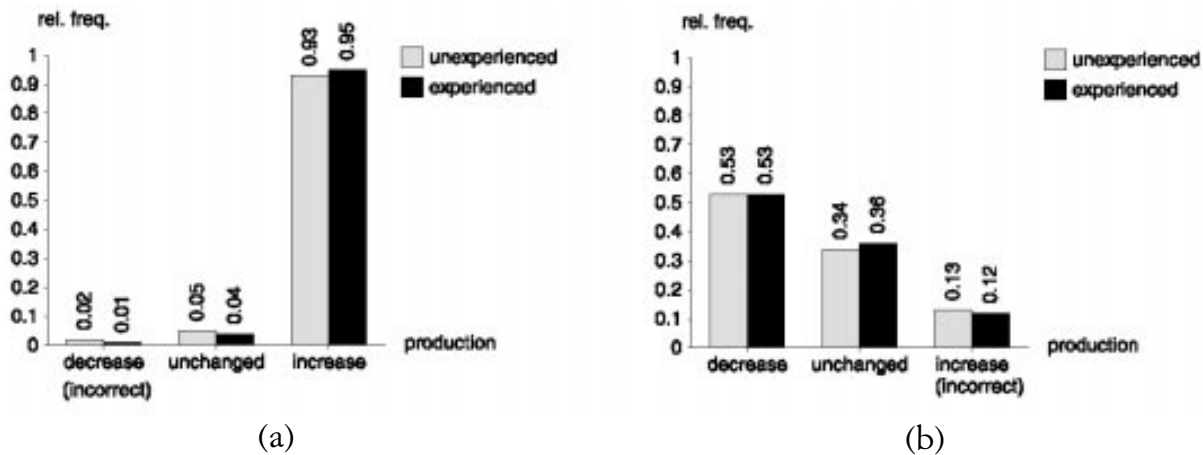 rel. freq.
1
0.9
0.8
0.7
0.6
0.5
0.4
0.3
0.2
0.1
0
0.02
0.01
0.05
0.04
0.93
0.95
unexperienced
experienced
decrease
(incorrect)
unchanged
increase
production
(a)
rel. freq.
1
0.9
0.8
0.7
0.6
0.5
0.4
0.3
0.2
0.1
0
0.53
0.53
0.34
0.36
0.13
0.12
unexperienced
experienced
decrease
unchanged
increase
(incorrect)
production
(b)